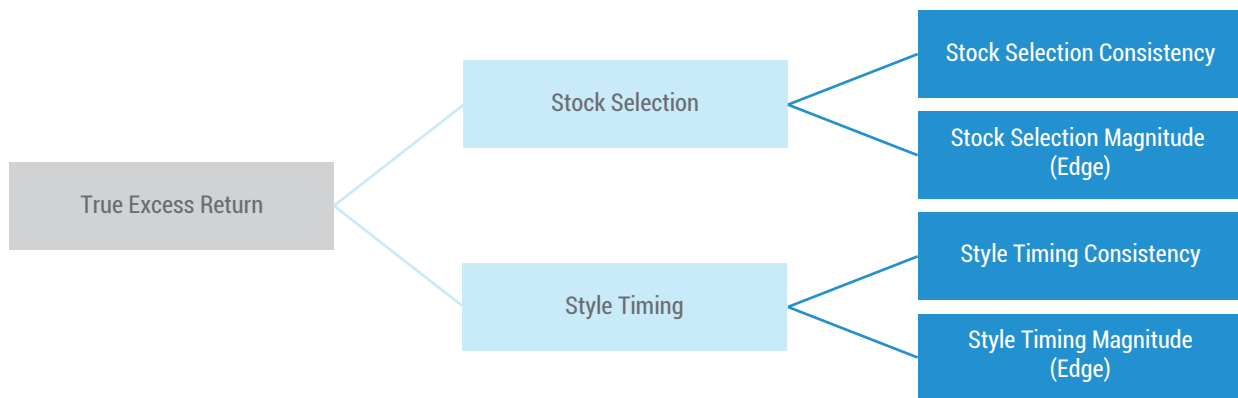 True Excess Return
Stock Selection
Style Timing
Stock Selection Consistency
Stock Selection Magnitude
(Edge)
Style Timing Consistency
Style Timing Magnitude
(Edge)